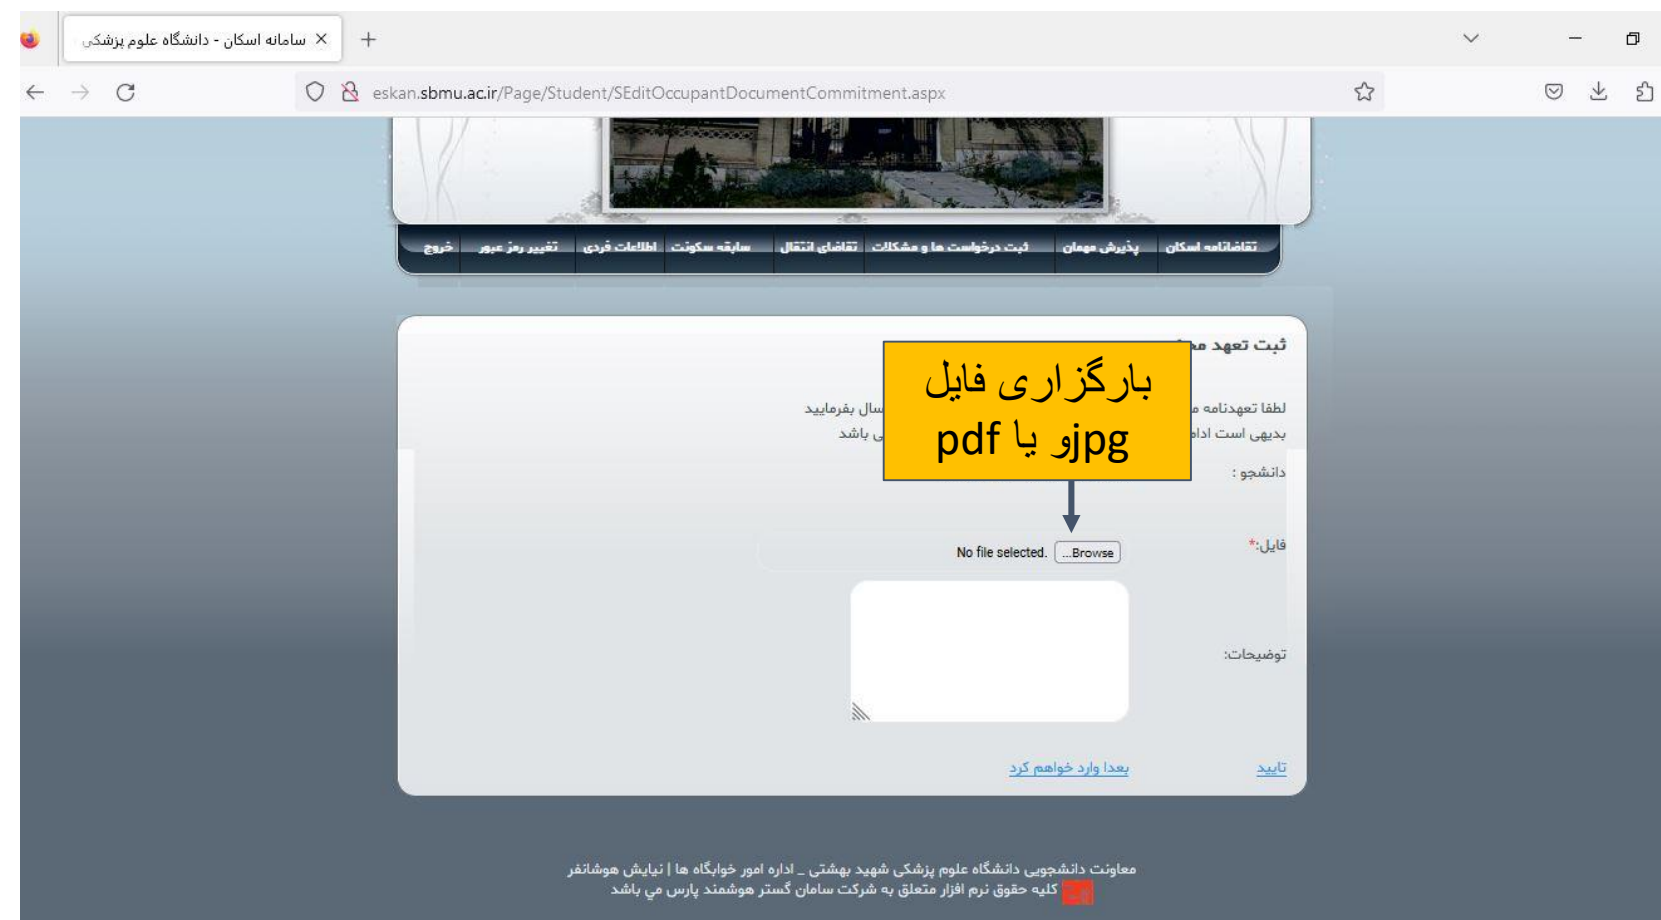 سامانه اسکان - دانشگاه علوم پزشکی
eskan.sbmu.ac.ir/Page/Student/SEditOccupantDocumentCommitment.aspx
تقاضانامه اسکان پذیرش مهمان ثبت درخواست ها و مشکلات تقاضای انتقال سابقه سکونت اطلاعات فردی تغییر رمز عبور خروج
ثبت تعهد
بارگزاری فایل
jpgو یا pdf
لطفا تعهدنامه بفرمایید
بدیهی است باشد
دانشجو :
فایل:*
Browse... No file selected.
توضیحات:
تایید بعدا وارد خواهم کرد
معاونت دانشجویی دانشگاه علوم پزشکی شهید بهشتی _ اداره امور خوابگاه ها | نیایش هوشانفر
کلیه حقوق نرم افزار متعلق به شرکت سامان گستر هوشمند پارس می باشد